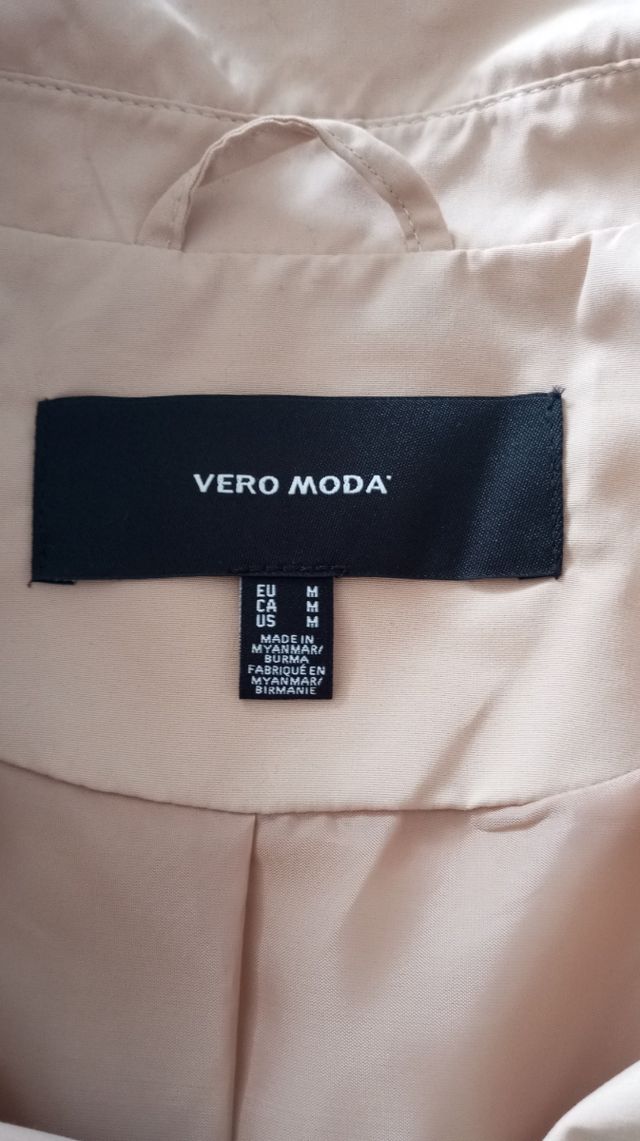 VERO MODA
EU M
CA M
US M
MADE IN
MYANMAR/
BURMA
FABRIQUÉ EN
MYANMAR/
BIRMANIE